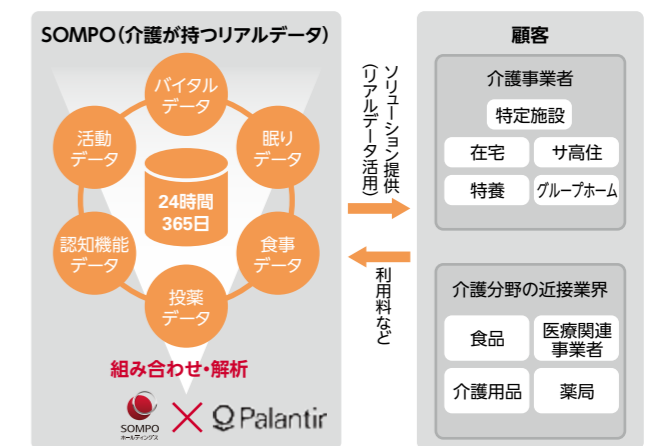 SOMPO(介護が持つリアルデータ)
バイタル
データ
活動
データ
眠り
データ
24時間
365日
認知機能
データ
食事
データ
投薬
データ
組み合わせ・解析
SOMPO
ホールディングス
×
Palantir
ソリューション提供
(リアルデータ活用)
利用料など
顧客
介護事業者
特定施設
在宅
サ高住
特養
グループホーム
介護分野の近接業界
食品
医療関連
事業者
介護用品
薬局